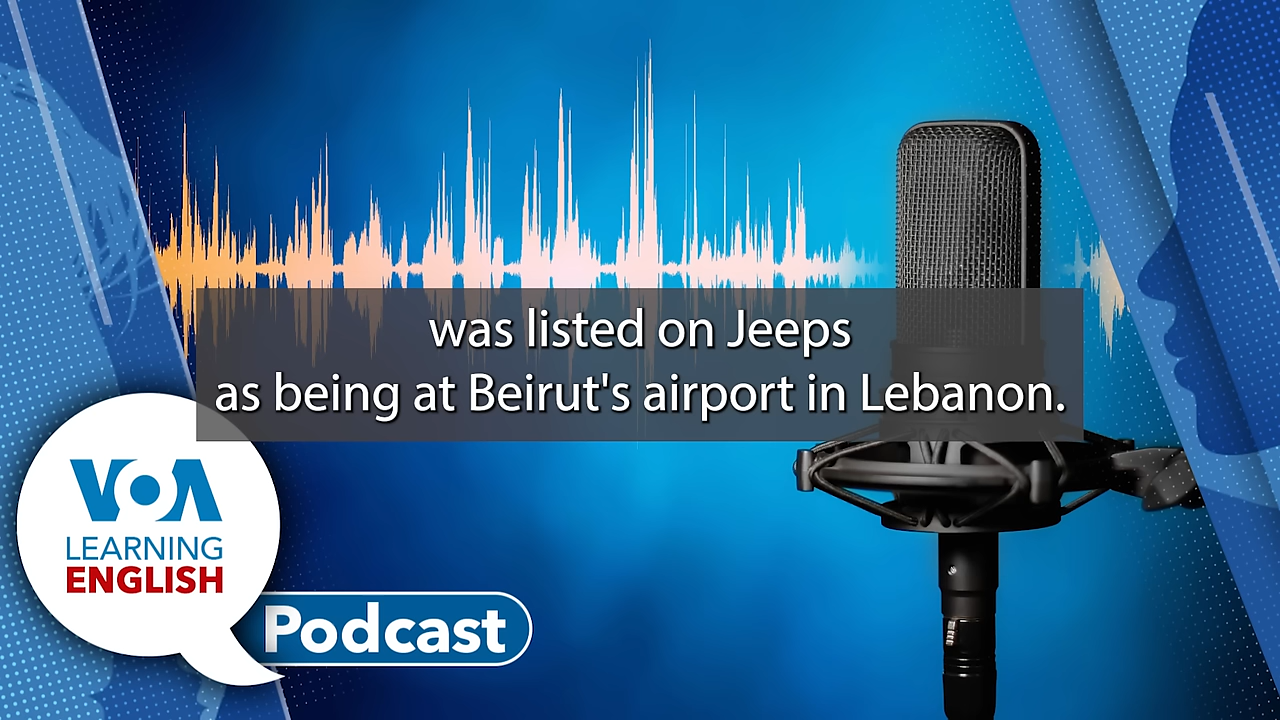 was listed on Jeeps
as being at Beirut's airport in Lebanon.
VOA
LEARNING
ENGLISH
Podcast